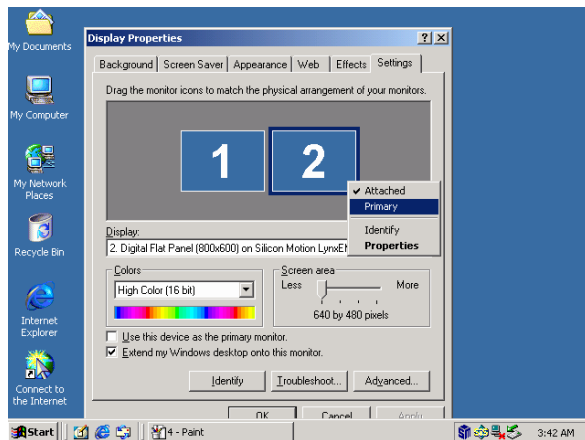 My Documents
My Computer
My Network
Places
Recycle Bin
Internet
Explorer
Connect to
the Internet
Display Properties
Background
Screen Saver
Appearance
Web
Effects
Settings
Drag the monitor icons to match the physical arrangement of your monitors.
1
2
Attached
Primary
Identify
Properties
Display:
2. Digital Flat Panel (800x600) on Silicon Motion
Colors
High Color (16 bit)
Screen area
Less
More
640 by 480 pixels
Use this device as the primary monitor.
Extend my Windows desktop onto this monitor.
Identify
Troubleshoot...
Advanced...
OK
Cancel
Apply
Start
4 - Paint
3:42 AM